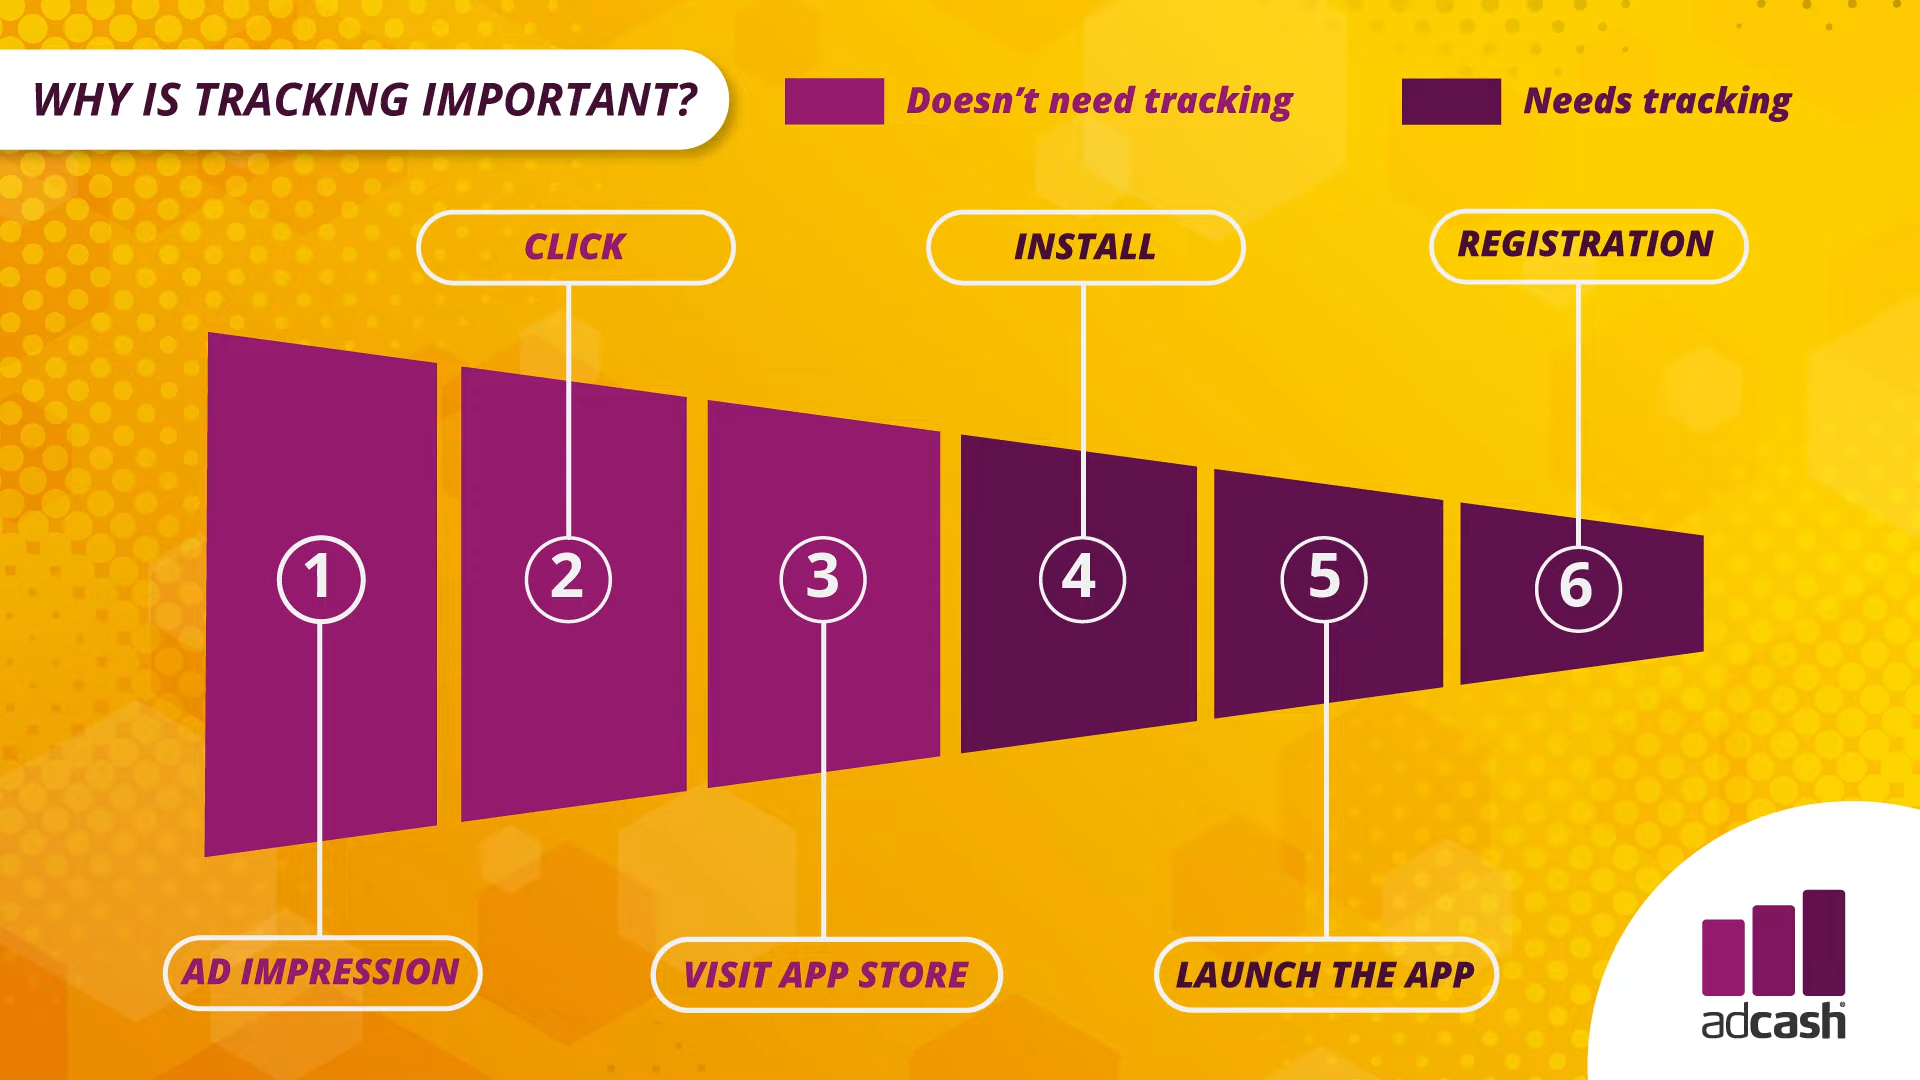 WHY IS TRACKING IMPORTANT?
Doesn't need tracking
Needs tracking
CLICK
INSTALL
REGISTRATION
1
2
3
4
5
6
AD IMPRESSION
VISIT APP STORE
LAUNCH THE APP
adcash®